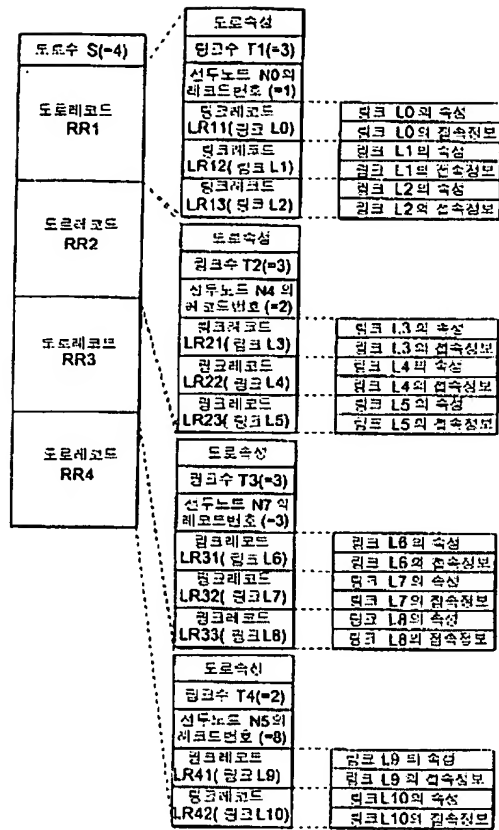 도로수 S(=4)
도로레코드
RR1
도로레코드
RR2
도로레코드
RR3
도로레코드
RR4
도로속성
링크수 T1(=3)
선두노드 N0의
레코드번호 (=1)
링크레코드
LR11(링크 L0)
링크레코드
LR12( 링크 L1)
링크레코드
LR13( 링크 L2)
링크 L0의 속성
링크 L0의 접속정보
링크 L1의 속성
링크 L1의 접속정보
링크 L2의 속성
링크 L2의 접속정보
도로속성
링크수 T2(=3)
선두노드 N4 의
레코드번호 (=2)
링크레코드
LR21( 링크 L3)
링크레코드
LR22( 링크 L4)
링크레코드
LR23( 링크 L5)
링크 L3의 속성
링크 L3의 접속정보
링크 L4의 속성
링크 L4의 접속정보
링크 L5의 속성
링크 L5의 접속정보
도로속성
링크수 T3(=3)
선두노드 N7 의
레코드번호 (=3)
링크레코드
LR31( 링크 L6)
링크레코드
LR32( 링크 L7)
링크레코드
LR33( 링크 L8)
링크 L6의 속성
링크 L6의 접속정보
링크 L7의 속성
링크 L7의 접속정보
링크 L8의 속성
링크 L8의 접속정보
도로속성
링크수 T4(=2)
선두노드 N5의
레코드번호 (=8)
링크레코드
LR41( 링크 L9)
링크레코드
LR42( 링크 L10)
링크 L9 의 속성
링크 L9 의 접속정보
링크 L10의 속성
링크 L10의 접속정보